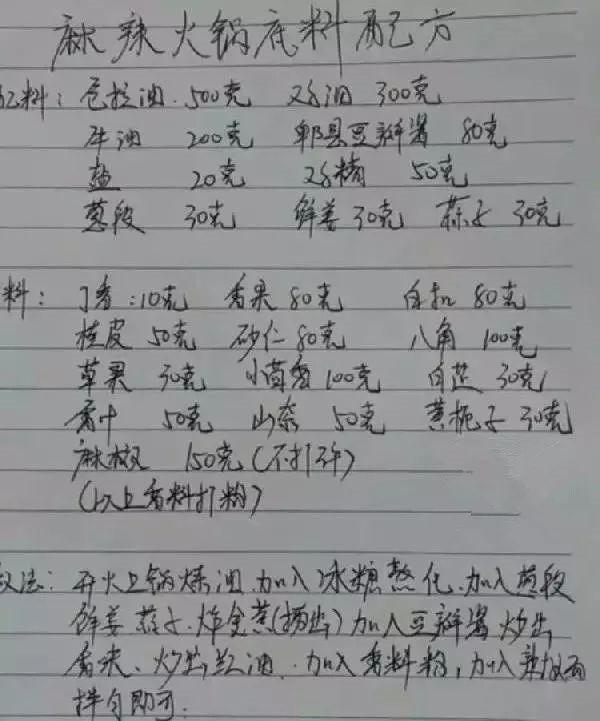 麻辣火锅底料配方
配料：色拉油 500克 鸡油 300克
牛油 200克 郫县豆瓣酱 80克
盐 20克 鸡精 50克
葱段 30克 鲜姜 30克 蒜子 30克
料：丁香：10克 香果 80克 白扣 80克
桂皮 50克 砂仁 80克 八角 100克
草果 30克 小茴香 100克 白芷 30克
香叶 50克 山奈 50克 黄栀子 30克
麻椒 150克（不打碎）
（以上香料打粉）
做法：开火上锅炼油.加入冰糖熬化.加入葱段
鲜姜 蒜子.炸金黄（捞出）加入豆瓣酱炒出
香味、炒出红油.加入香料粉，加入辣椒面
拌匀即可.